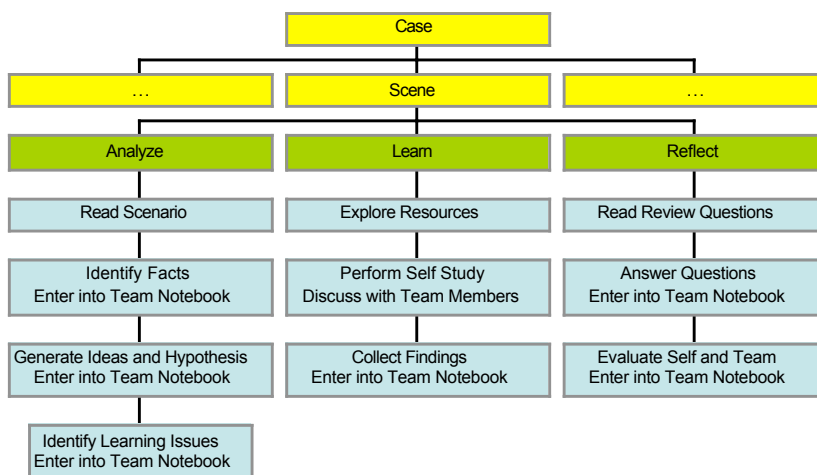 Case
…
Scene
…
Analyze
Learn
Reflect
Read Scenario
Explore Resources
Read Review Questions
Identify Facts
Enter into Team Notebook
Perform Self Study
Discuss with Team Members
Answer Questions
Enter into Team Notebook
Generate Ideas and Hypothesis
Enter into Team Notebook
Collect Findings
Enter into Team Notebook
Evaluate Self and Team
Enter into Team Notebook
Identify Learning Issues
Enter into Team Notebook